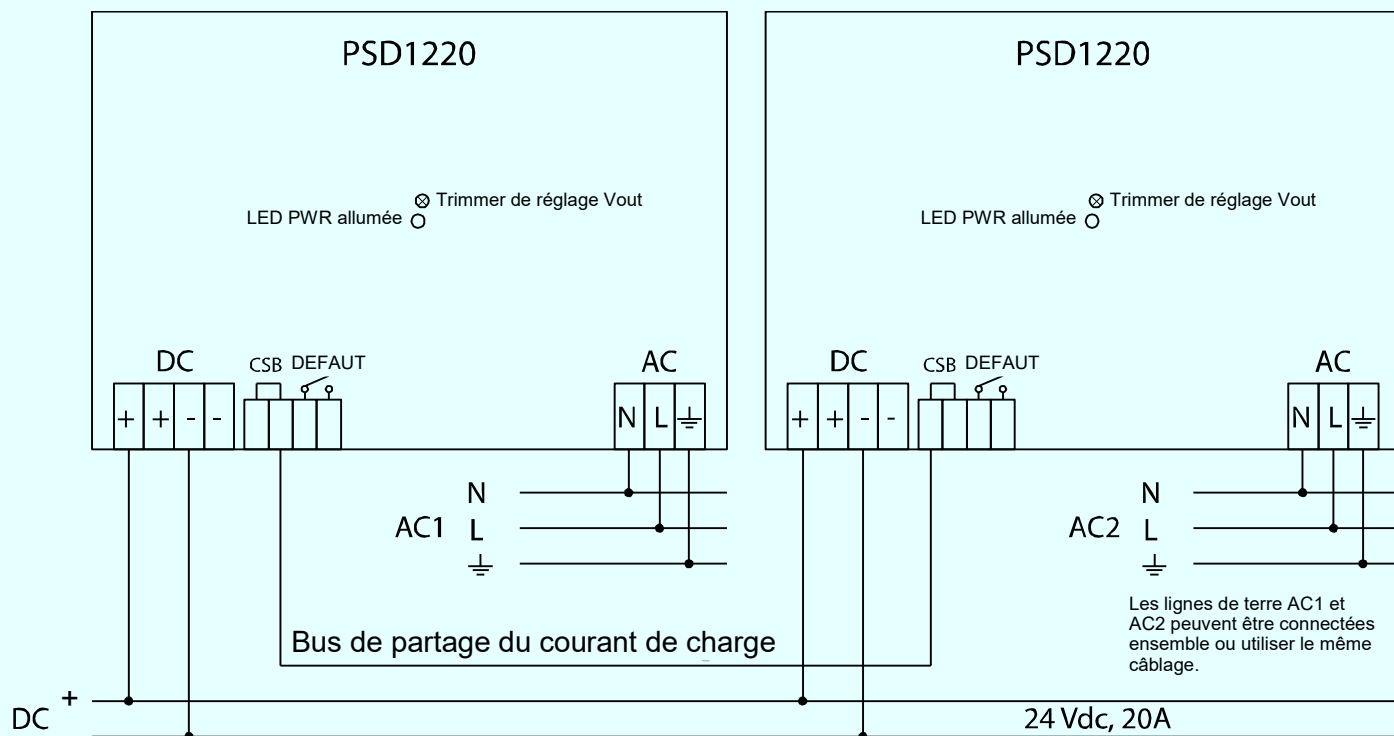 PSD1220
PSD1220
Trimmer de réglage Vout
LED PWR allumée
Trimmer de réglage Vout
LED PWR allumée
DC
CSB DEFAUT
AC
DC
CSB DEFAUT
AC
+ + - -
N L
+ + - -
N L
N
AC1 L
N
AC2 L
Les lignes de terre AC1 et
AC2 peuvent être connectées
ensemble ou utiliser le même
câblage.
Bus de partage du courant de charge
+
DC
24 Vdc, 20A